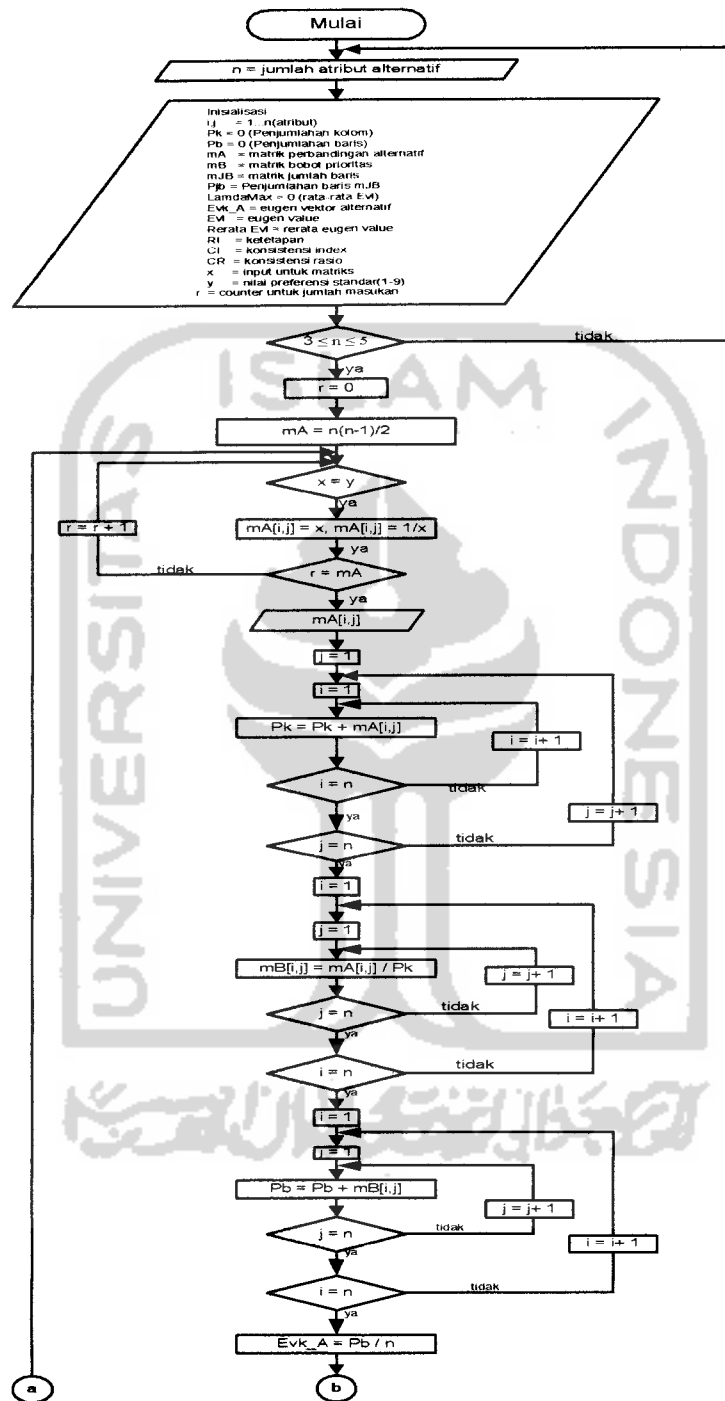 Mulai
n = jumlah atribut alternatif
Inisialisasi
i,j = 1...n(atribut)
Pk = 0 (Penjumlahan kolom)
Pb = 0 (Penjumlahan baris)
mA = matrik perbandingan alternatif
mB = matrik bobot prioritas
mJB = matrik jumlah baris
Pjb = Penjumlahan baris mJB
LamdaMax = 0 (rata-rata Evl)
Evk_A = eugen vektor alternatif
Evl = eugen value
Rerata Evl = rerata eugen value
RI = ketetapan
CI = konsistensi index
CR = konsistensi rasio
x = input untuk matriks
y = nilai preferensi standar(1-9)
r = counter untuk jumlah masukan
3 ≤ n ≤ 5
tidak
ya
r = 0
mA = n(n-1)/2
x = y
ya
r = r + 1
mA[i,j] = x, mA[i,j] = 1/x
ya
r = mA
tidak
ya
mA[i,j]
j = 1
i = 1
Pk = Pk + mA[i,j]
i = i+ 1
i = n
tidak
ya
j = j+ 1
j = n
tidak
ya
i = 1
j = 1
mB[i,j] = mA[i,j] / Pk
j = j+ 1
j = n
tidak
ya
i = i+ 1
i = n
tidak
ya
i = 1
j = 1
Pb = Pb + mB[i,j]
j = j+ 1
j = n
tidak
ya
i = i+ 1
i = n
tidak
ya
Evk_A = Pb / n
a
b
UNIVERSITAS
ISLAM
INDONESIA